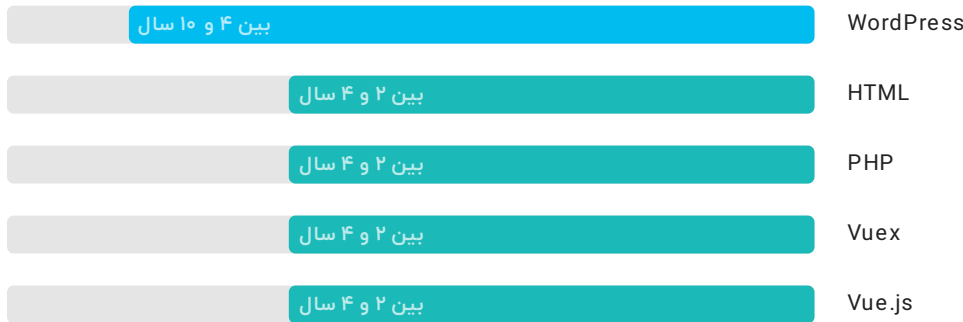 WordPress بین ۴ و ۱۰ سال
HTML بین ۲ و ۴ سال
PHP بین ۲ و ۴ سال
Vuex بین ۲ و ۴ سال
Vue.js بین ۲ و ۴ سال